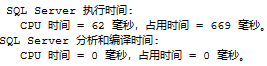 SQL Server 执行时间:
CPU 时间 = 62 毫秒，占用时间 = 669 毫秒。
SQL Server 分析和编译时间:
CPU 时间 = 0 毫秒，占用时间 = 0 毫秒。